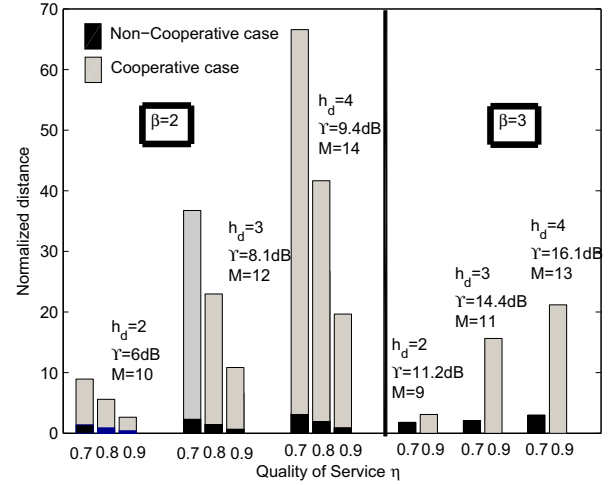 Normalized distance
70
60
50
40
30
20
10
0
Non−Cooperative case
Cooperative case
β=2
β=3
h_d=2
ϒ=6dB
M=10
h_d=3
ϒ=8.1dB
M=12
h_d=4
ϒ=9.4dB
M=14
h_d=2
ϒ=11.2dB
M=9
h_d=3
ϒ=14.4dB
M=11
h_d=4
ϒ=16.1dB
M=13
0.7 0.8 0.9 0.7 0.8 0.9 0.7 0.8 0.9 0.7 0.9 0.7 0.9 0.7 0.9
Quality of Service η